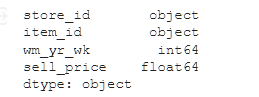 store_id object
item_id object
wm_yr_wk int64
sell_price float64
dtype: object